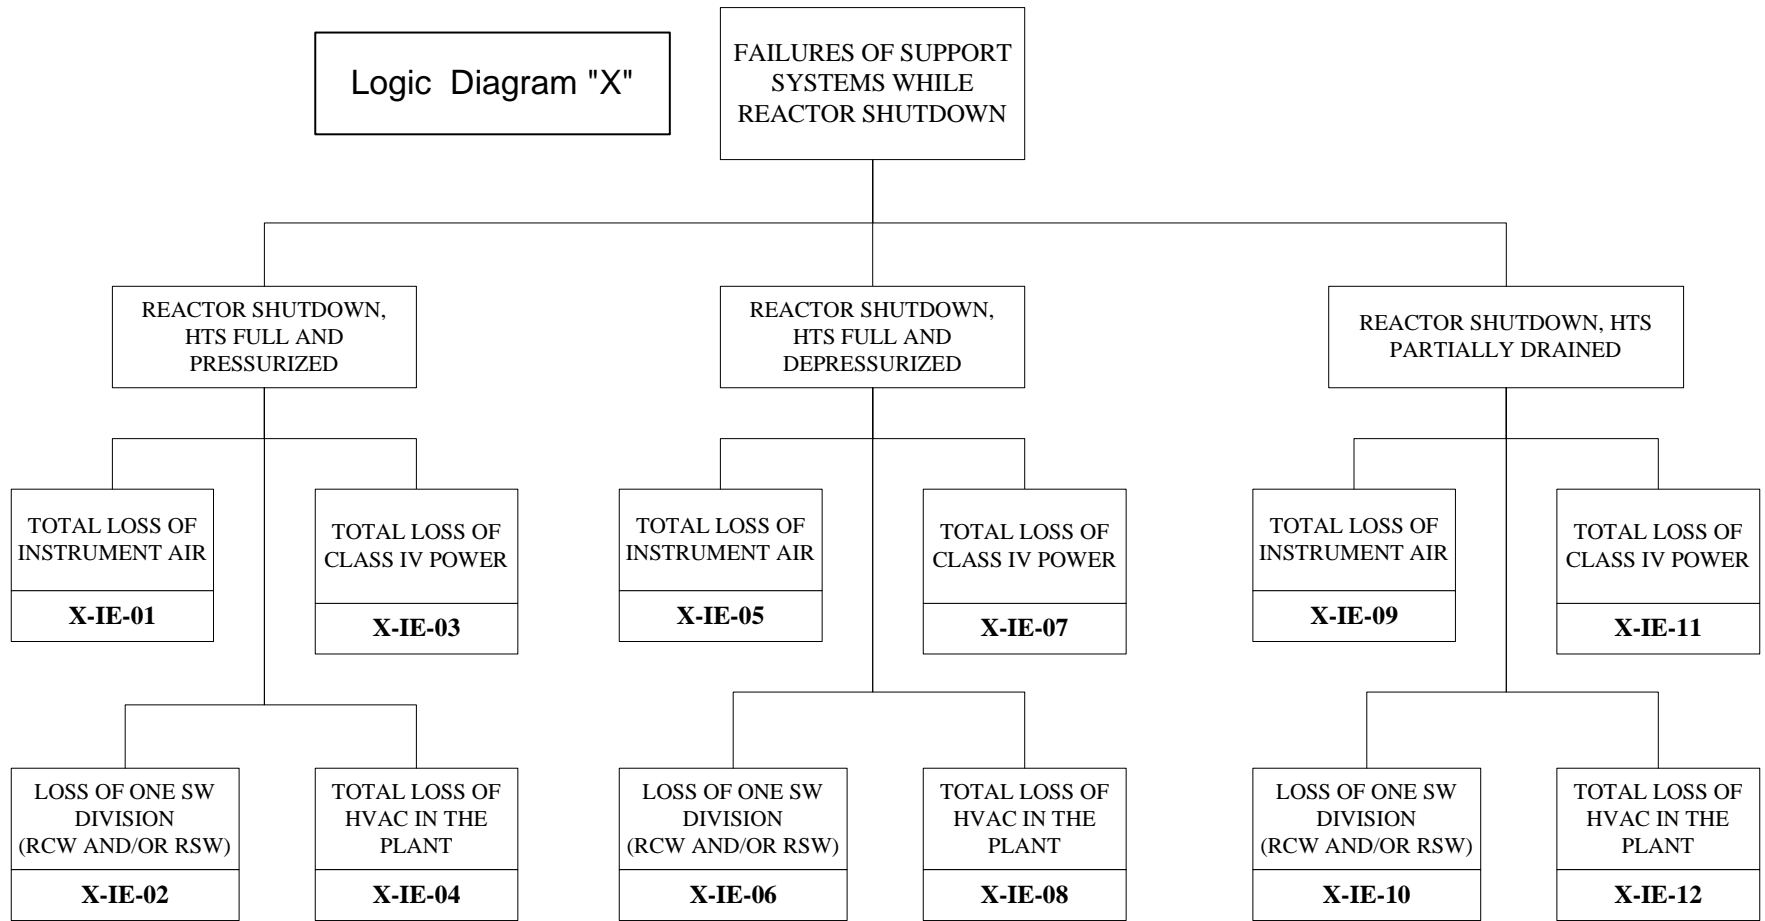 Logic Diagram "X"
FAILURES OF SUPPORT
SYSTEMS WHILE
REACTOR SHUTDOWN
REACTOR SHUTDOWN,
HTS FULL AND
PRESSURIZED
REACTOR SHUTDOWN,
HTS FULL AND
DEPRESSURIZED
REACTOR SHUTDOWN, HTS
PARTIALLY DRAINED
TOTAL LOSS OF
INSTRUMENT AIR
X-IE-01
TOTAL LOSS OF
CLASS IV POWER
X-IE-03
TOTAL LOSS OF
INSTRUMENT AIR
X-IE-05
TOTAL LOSS OF
CLASS IV POWER
X-IE-07
TOTAL LOSS OF
INSTRUMENT AIR
X-IE-09
TOTAL LOSS OF
CLASS IV POWER
X-IE-11
LOSS OF ONE SW
DIVISION
(RCW AND/OR RSW)
X-IE-02
TOTAL LOSS OF
HVAC IN THE
PLANT
X-IE-04
LOSS OF ONE SW
DIVISION
(RCW AND/OR RSW)
X-IE-06
TOTAL LOSS OF
HVAC IN THE
PLANT
X-IE-08
LOSS OF ONE SW
DIVISION
(RCW AND/OR RSW)
X-IE-10
TOTAL LOSS OF
HVAC IN THE
PLANT
X-IE-12